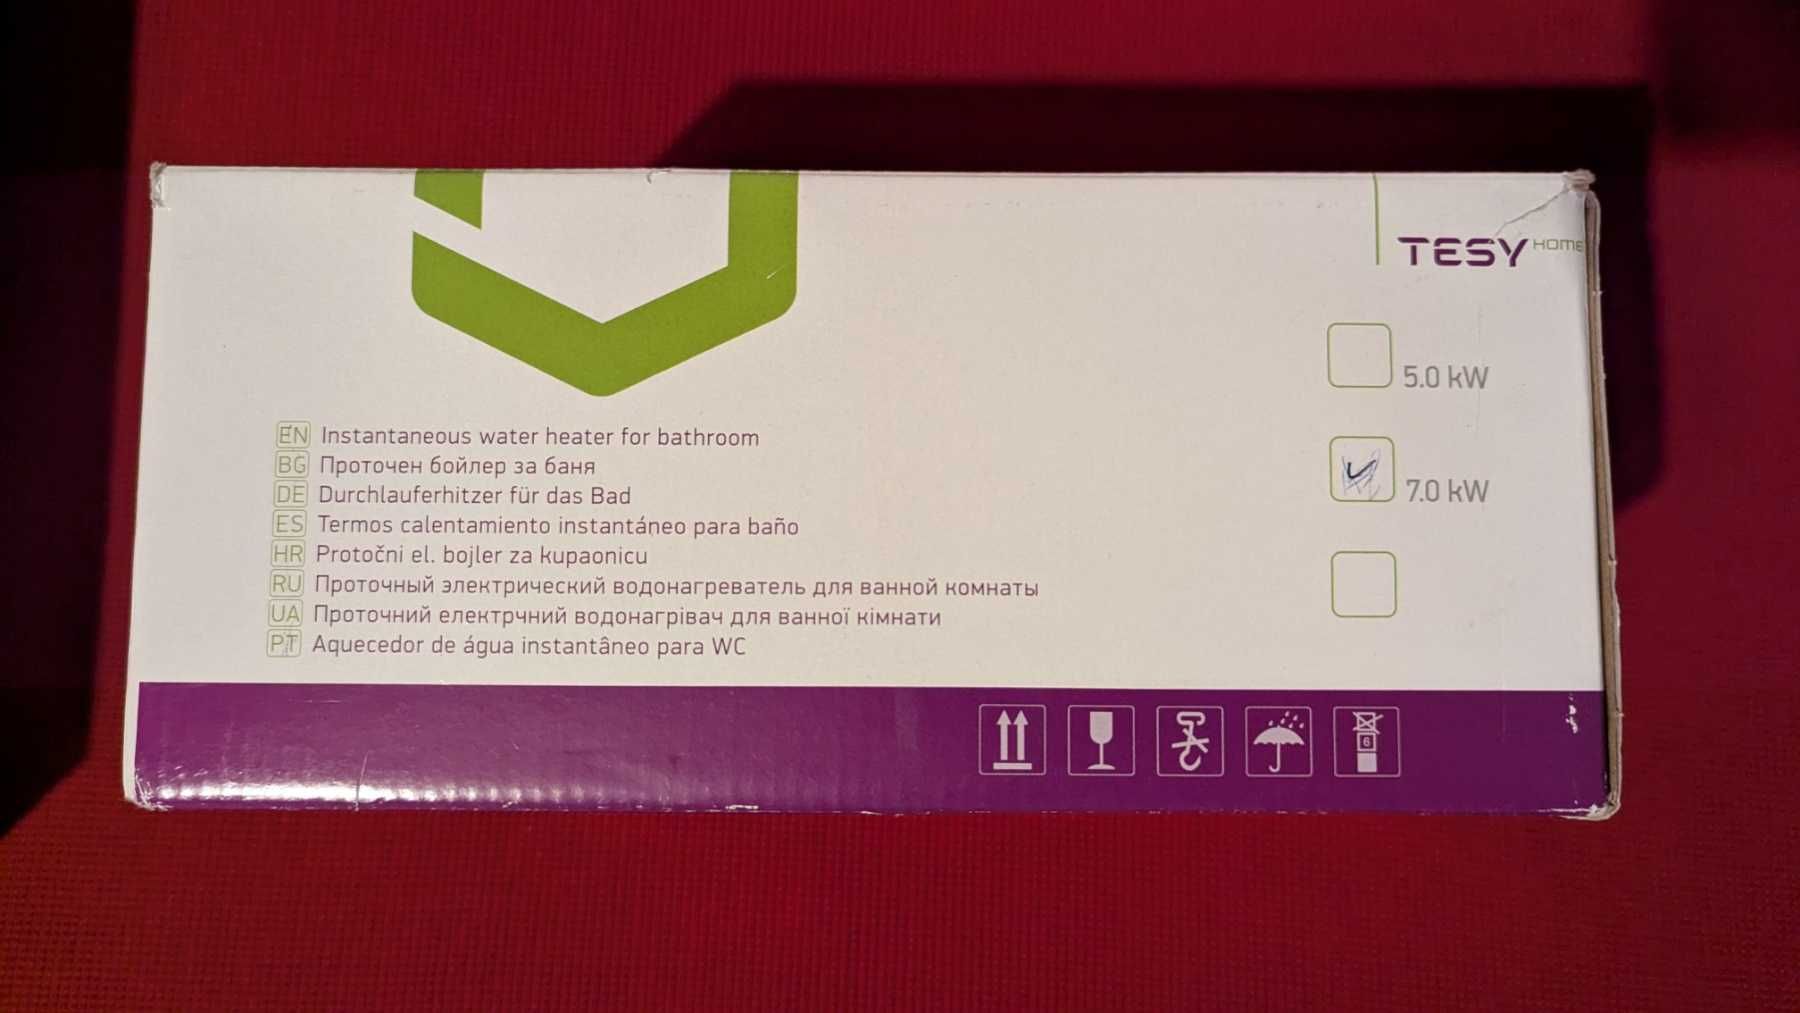 TESY HOME
5.0 kW
7.0 kW
EN Instantaneous water heater for bathroom
BG Проточен бойлер за баня
DE Durchlauferhitzer für das Bad
ES Termos calentamiento instantáneo para baño
HR Protočni el. bojler za kupaonicu
RU Проточный электрический водонагреватель для ванной комнаты
UA Проточний електрчний водонагрівач для ванної кімнати
PT Aquecedor de água instantâneo para WC
6